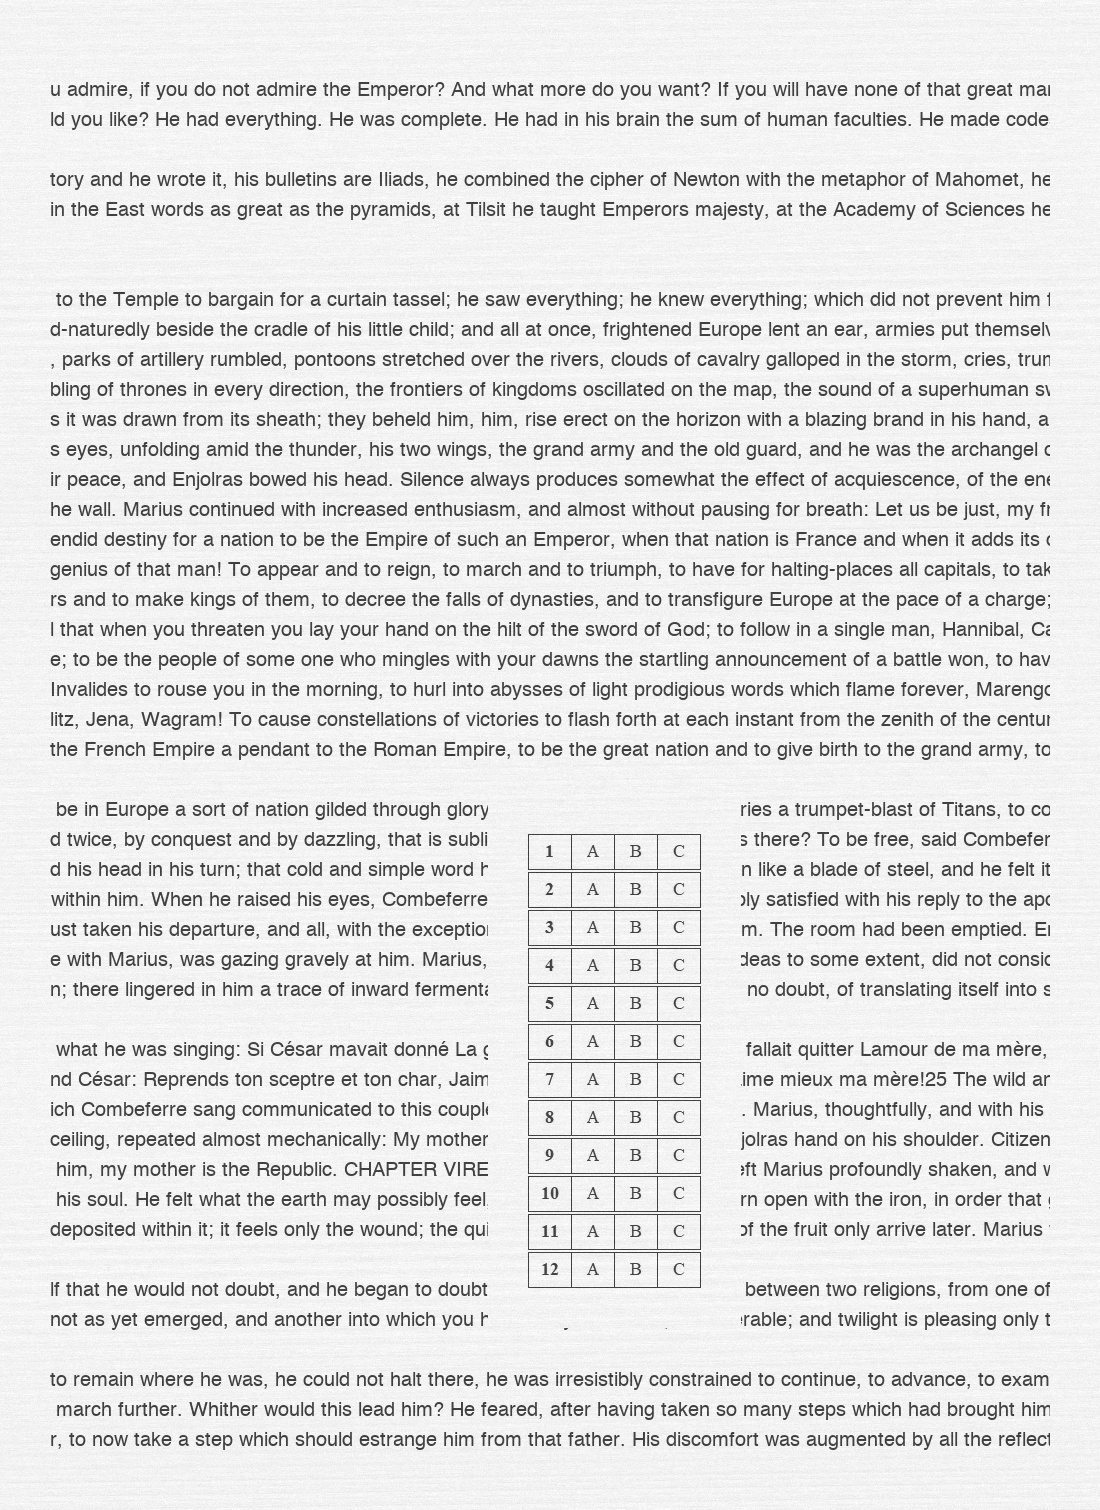 u admire, if you do not admire the Emperor? And what more do you want? If you will have none of that great
ld you like? He had everything. He was complete. He had in his brain the sum of human faculties. He made code
tory and he wrote it, his bulletins are Iliads, he combined the cipher of Newton with the metaphor of Mahomet, he
in the East words as great as the pyramids, at Tilsit he taught Emperors majesty, at the Academy of Sciences he
to the Temple to bargain for a curtain tassel; he saw everything; he knew everything; which did not prevent him
d-naturedly beside the cradle of his little child; and all at once, frightened Europe lent an ear, armies put
, parks of artillery rumbled, pontoons stretched over the rivers, clouds of cavalry galloped in the storm, cries,
bling of thrones in every direction, the frontiers of kingdoms oscillated on the map, the sound of a superhuman
s it was drawn from its sheath; they beheld him, him, rise erect on the horizon with a blazing brand in his hand, a
s eyes, unfolding amid the thunder, his two wings, the grand army and the old guard, and he was the archangel
ir peace, and Enjolras bowed his head. Silence always produces somewhat the effect of acquiescence, of the
he wall. Marius continued with increased enthusiasm, and almost without pausing for breath: Let us be just, my
endid destiny for a nation to be the Empire of such an Emperor, when that nation is France and when it adds its
genius of that man! To appear and to reign, to march and to triumph, to have for halting-places all capitals, to tak
rs and to make kings of them, to decree the falls of dynasties, and to transfigure Europe at the pace of a charge;
l that when you threaten you lay your hand on the hilt of the sword of God; to follow in a single man, Hannibal,
e; to be the people of some one who mingles with your dawns the startling announcement of a battle won, to hav
Invalides to rouse you in the morning, to hurl into abysses of light prodigious words which flame forever,
litz, Jena, Wagram! To cause constellations of victories to flash forth at each instant from the zenith of the
the French Empire a pendant to the Roman Empire, to be the great nation and to give birth to the grand army, to
be in Europe a sort of nation gilded through glory ries a trumpet-blast of Titans, to co
d twice, by conquest and by dazzling, that is subli s there? To be free, said Combefer
d his head in his turn; that cold and simple word n like a blade of steel, and he felt it
within him. When he raised his eyes, Combeferre satisfied with his reply to the
ust taken his departure, and all, with the m. The room had been emptied.
e with Marius, was gazing gravely at him. Marius, to some extent, did not
n; there lingered in him a trace of inward no doubt, of translating itself into s
what he was singing: Si César mavait donné La fallait quitter Lamour de ma mère,
nd César: Reprends ton sceptre et ton char, mieux ma mère!25 The wild
ich Combeferre sang communicated to this . Marius, thoughtfully, and with his
ceiling, repeated almost mechanically: My mother jolras hand on his shoulder. Citizen
him, my mother is the Republic. CHAPTER VIRE Marius profoundly shaken, and
his soul. He felt what the earth may possibly feel rn open with the iron, in order that
deposited within it; it feels only the wound; the of the fruit only arrive later. Marius
lf that he would not doubt, and he began to doubt between two religions, from one of
not as yet emerged, and another into which you rable; and twilight is pleasing only
1 A B C
2 A B C
3 A B C
4 A B C
5 A B C
6 A B C
7 A B C
8 A B C
9 A B C
10 A B C
11 A B C
12 A B C
to remain where he was, he could not halt there, he was irresistibly constrained to continue, to advance, to exam
march further. Whither would this lead him? He feared, after having taken so many steps which had brought him
r, to now take a step which should estrange him from that father. His discomfort was augmented by all the